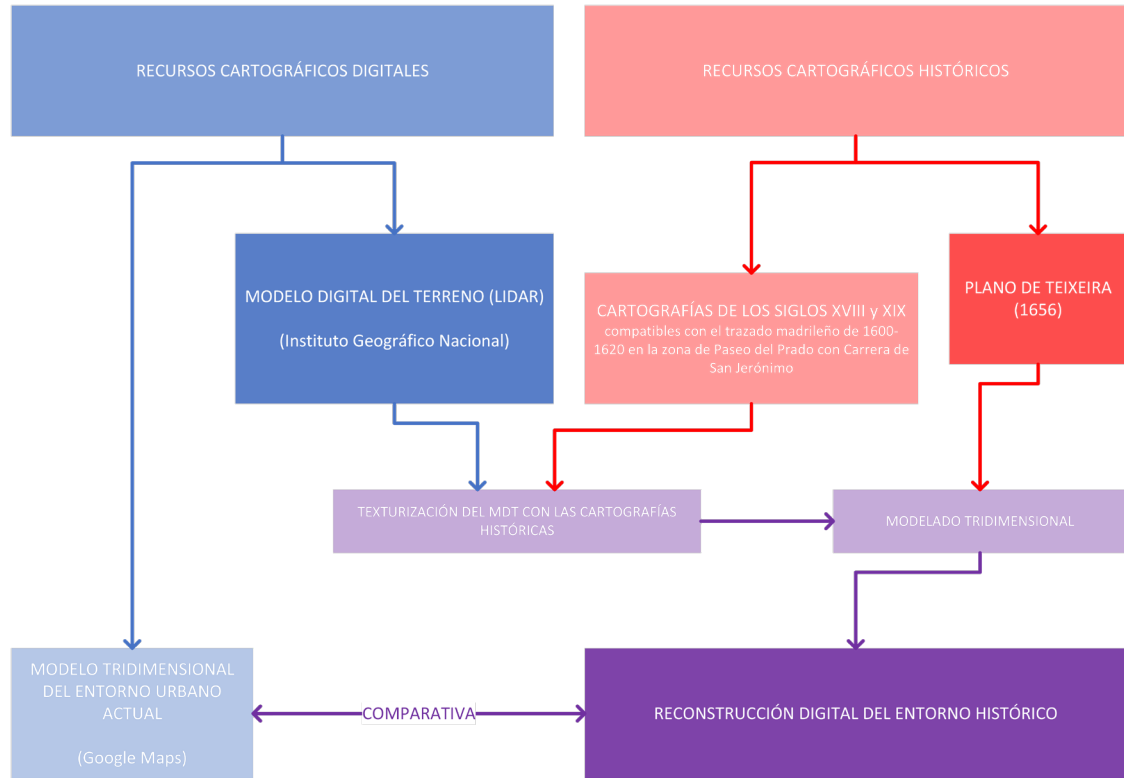 RECURSOS CARTOGRÁFICOS DIGITALES
RECURSOS CARTOGRÁFICOS HISTÓRICOS
MODELO DIGITAL DEL TERRENO (LIDAR)
(Instituto Geográfico Nacional)
CARTOGRAFÍAS DE LOS SIGLOS XVIII y XIX
compatibles con el trazado madrileño de 1600-
1620 en la zona de Paseo del Prado con Carrera de
San Jerónimo
PLANO DE TEIXEIRA
(1656)
TEXTURIZACIÓN DEL MDT CON LAS CARTOGRAFÍAS
HISTÓRICAS
MODELADO TRIDIMENSIONAL
MODELO TRIDIMENSIONAL
DEL ENTORNO URBANO
ACTUAL
(Google Maps)
COMPARATIVA
RECONSTRUCCIÓN DIGITAL DEL ENTORNO HISTÓRICO